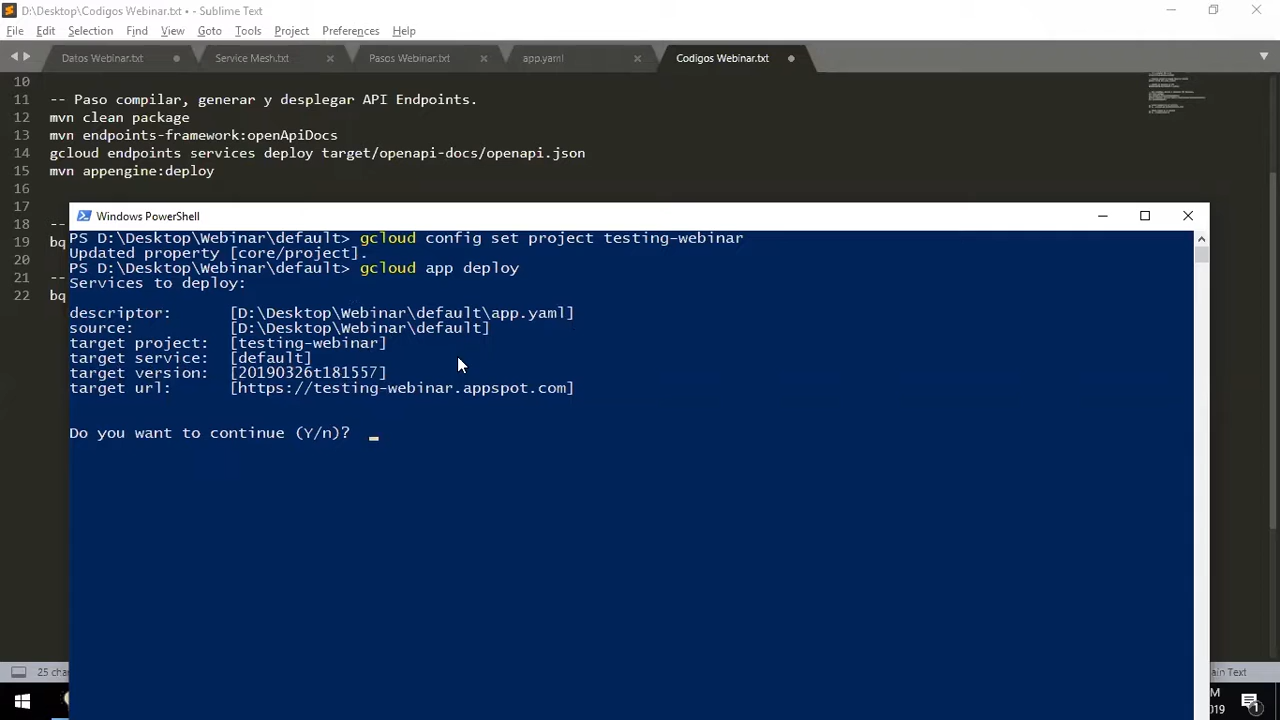 D:\Desktop\Codigos Webinar.txt • - Sublime Text
File Edit Selection Find View Goto Tools Project Preferences Help
Datos Webinar.txt Service Mesh.txt Pasos Webinar.txt app.yaml Codigos Webinar.txt
10
11 -- Paso compilar, generar y desplegar API Endpoints.
12 mvn clean package
13 mvn endpoints-framework:openApiDocs
14 gcloud endpoints services deploy target/openapi-docs/openapi.json
15 mvn appengine:deploy
16
17
18 --
19 bq
20
21 --
22 bq
Windows PowerShell
PS D:\Desktop\Webinar\default> gcloud config set project testing-webinar
Updated property [core/project].
PS D:\Desktop\Webinar\default> gcloud app deploy
Services to deploy:
descriptor: [D:\Desktop\Webinar\default\app.yaml]
source: [D:\Desktop\Webinar\default]
target project: [testing-webinar]
target service: [default]
target version: [20190326t181557]
target url: [https://testing-webinar.appspot.com]
Do you want to continue (Y/n)?
25 cha
ain Text
M
019
1